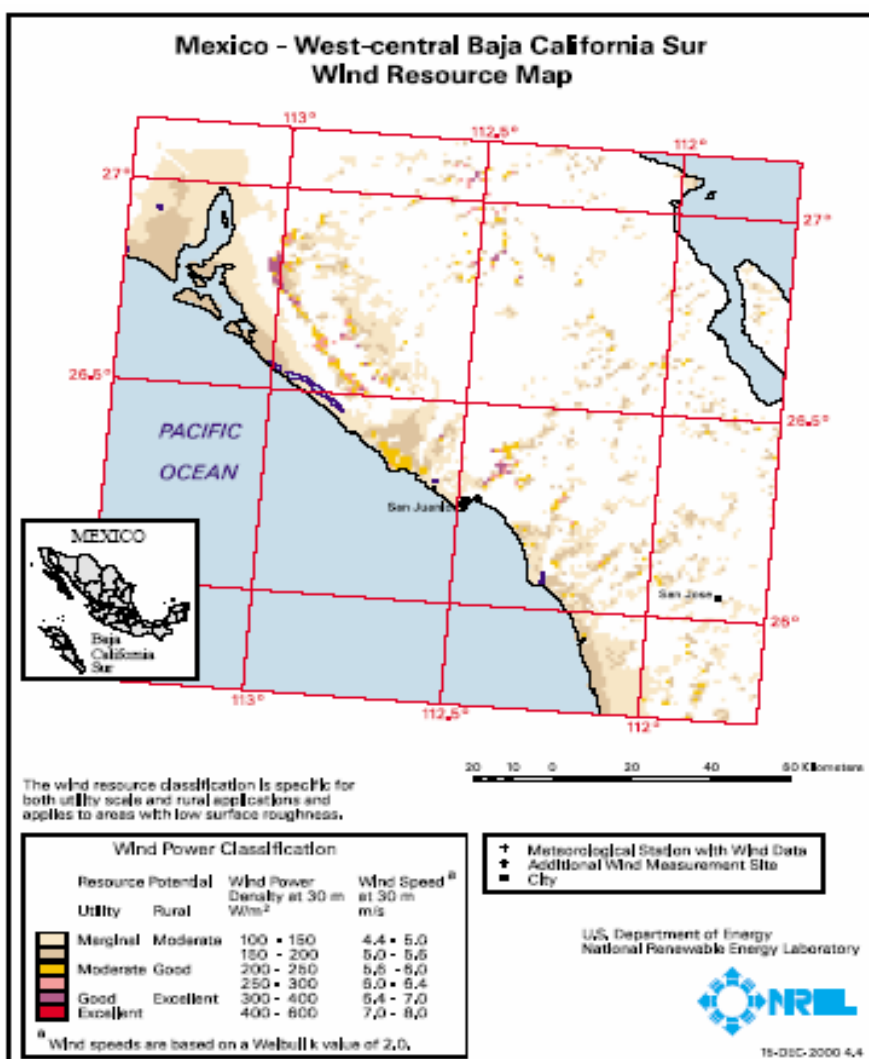 Mexico - West-central Baja California Sur
Wind Resource Map
113°
112.5°
112°
27°
27°
26.5°
26.5°
PACIFIC
OCEAN
San Juanico
San Jose
26°
MEXICO
Baja
California
Sur
113°
112.5°
112°
20 10 0 20 40 60 Kilometers
The wind resource classification is specific for
both utility scale and rural applications and
applies to areas with low surface roughness.
Wind Power Classification
Resource Potential Wind Power Wind Speed a
Density at 30 m at 30 m
Utility Rural W/m² m/s
Marginal Moderate 100 - 150 4.4 - 5.0
150 - 200 5.0 - 5.6
Moderate Good 200 - 250 5.6 - 6.0
250 - 300 6.0 - 6.4
Good Excellent 300 - 400 6.4 - 7.0
Excellent 400 - 600 7.0 - 8.0
a Wind speeds are based on a Weibull k value of 2.0.
Meteorological Station with Wind Data
Additional Wind Measurement Site
City
U.S. Department of Energy
National Renewable Energy Laboratory
NREL
15-DEC-2000 4.4